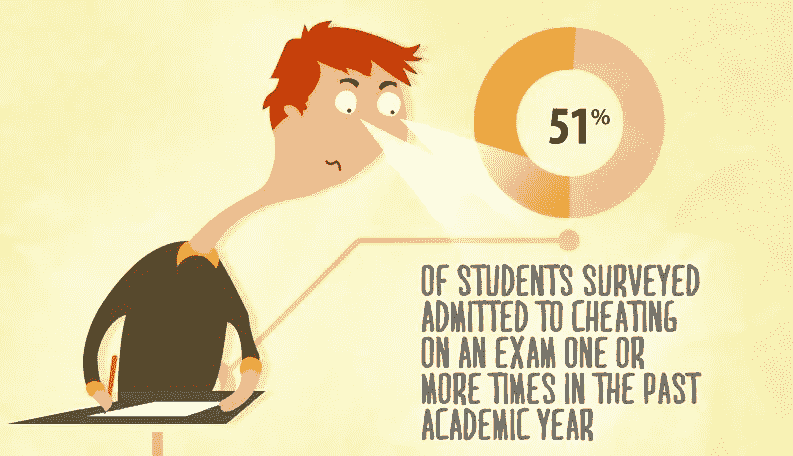 51%
OF STUDENTS SURVEYED
ADMITTED TO CHEATING
ON AN EXAM ONE OR
MORE TIMES IN THE PAST
ACADEMIC YEAR